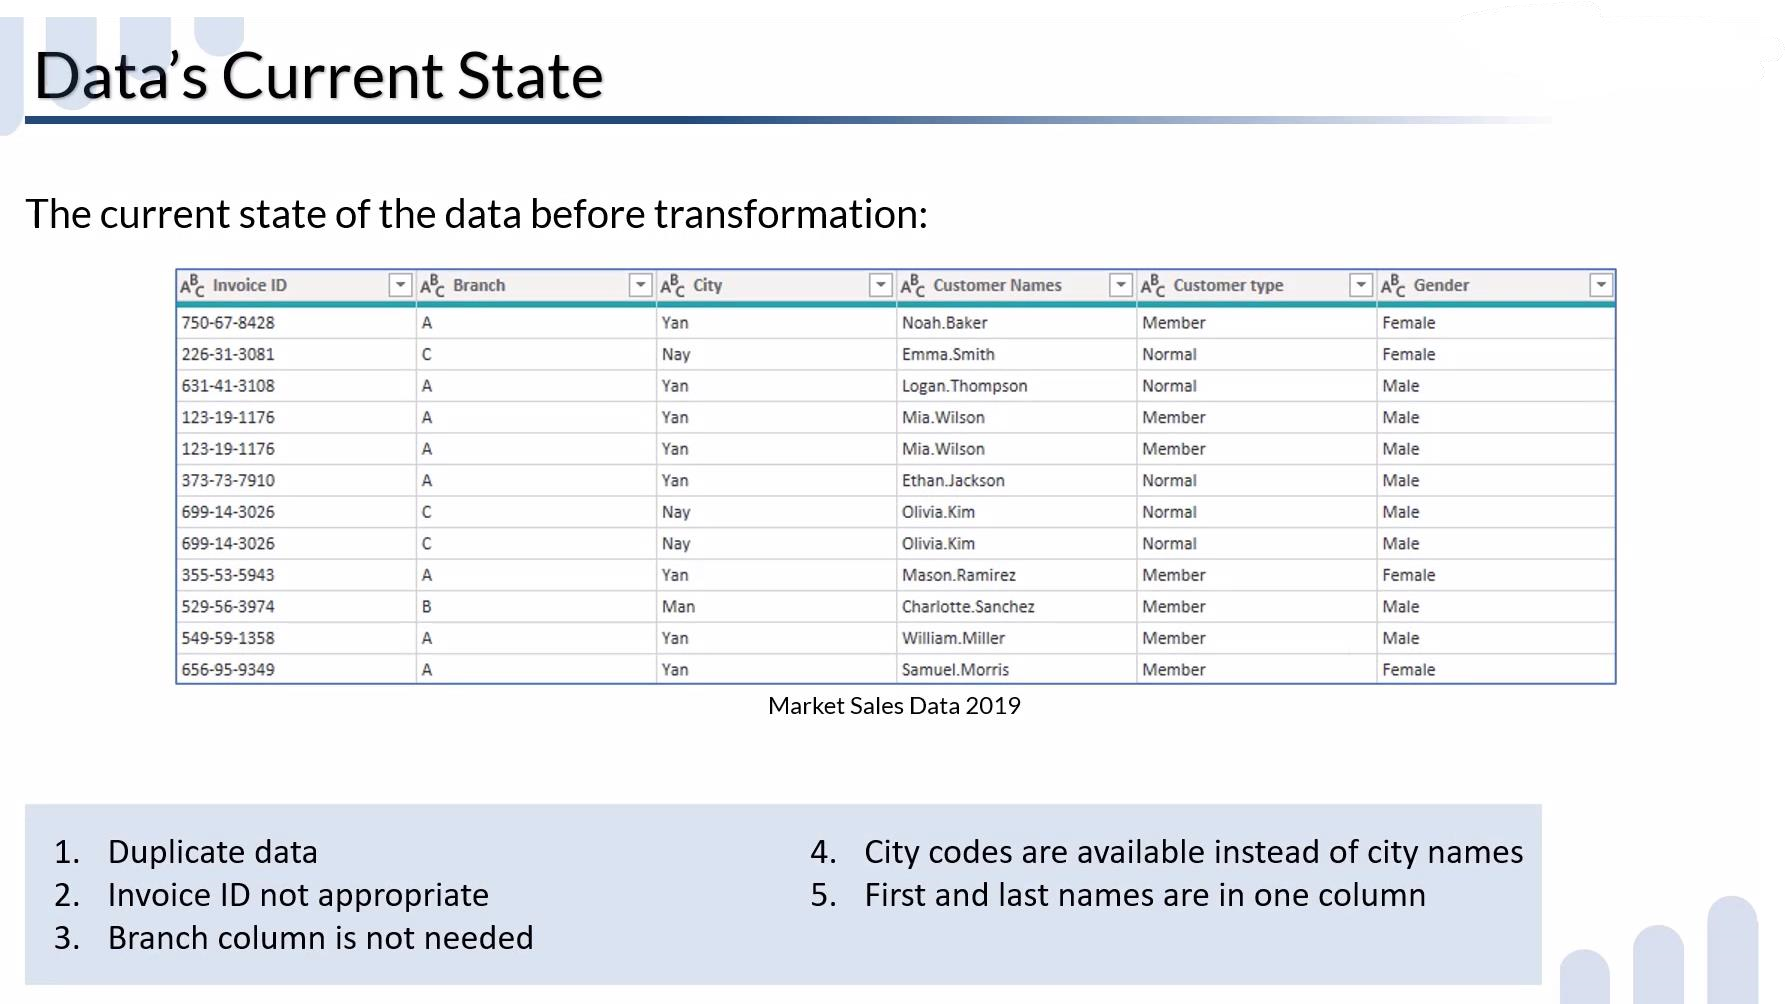 Data’s Current State
The current state of the data before transformation:
ABC Invoice ID ABC Branch ABC City ABC Customer Names ABC Customer type ABC Gender
750-67-8428 A Yan Noah.Baker Member Female
226-31-3081 C Nay Emma.Smith Normal Female
631-41-3108 A Yan Logan.Thompson Normal Male
123-19-1176 A Yan Mia.Wilson Member Male
123-19-1176 A Yan Mia.Wilson Member Male
373-73-7910 A Yan Ethan.Jackson Normal Male
699-14-3026 C Nay Olivia.Kim Normal Male
699-14-3026 C Nay Olivia.Kim Normal Male
355-53-5943 A Yan Mason.Ramirez Member Female
529-56-3974 B Man Charlotte.Sanchez Member Male
549-59-1358 A Yan William.Miller Member Male
656-95-9349 A Yan Samuel.Morris Member Female
Market Sales Data 2019
1. Duplicate data
2. Invoice ID not appropriate
3. Branch column is not needed
4. City codes are available instead of city names
5. First and last names are in one column